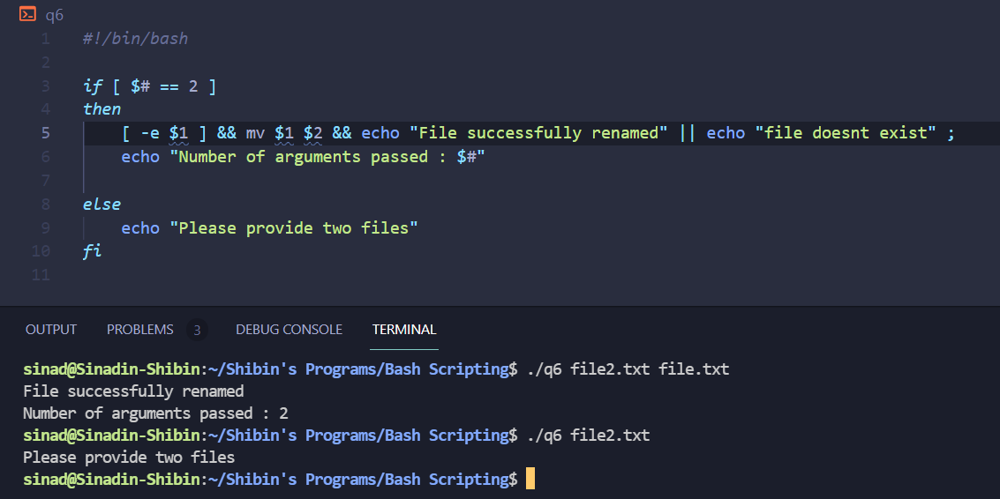 q6
1 #!/bin/bash
2
3 if [ $# == 2 ]
4 then
5 [ -e $1 ] && mv $1 $2 && echo "File successfully renamed" || echo "file doesnt exist" ;
6 echo "Number of arguments passed : $#"
7
8 else
9 echo "Please provide two files"
10 fi
11
OUTPUT PROBLEMS 3 DEBUG CONSOLE TERMINAL
sinad@Sinadin-Shibin:~/Shibin's Programs/Bash Scripting$ ./q6 file2.txt file.txt
File successfully renamed
Number of arguments passed : 2
sinad@Sinadin-Shibin:~/Shibin's Programs/Bash Scripting$ ./q6 file2.txt
Please provide two files
sinad@Sinadin-Shibin:~/Shibin's Programs/Bash Scripting$